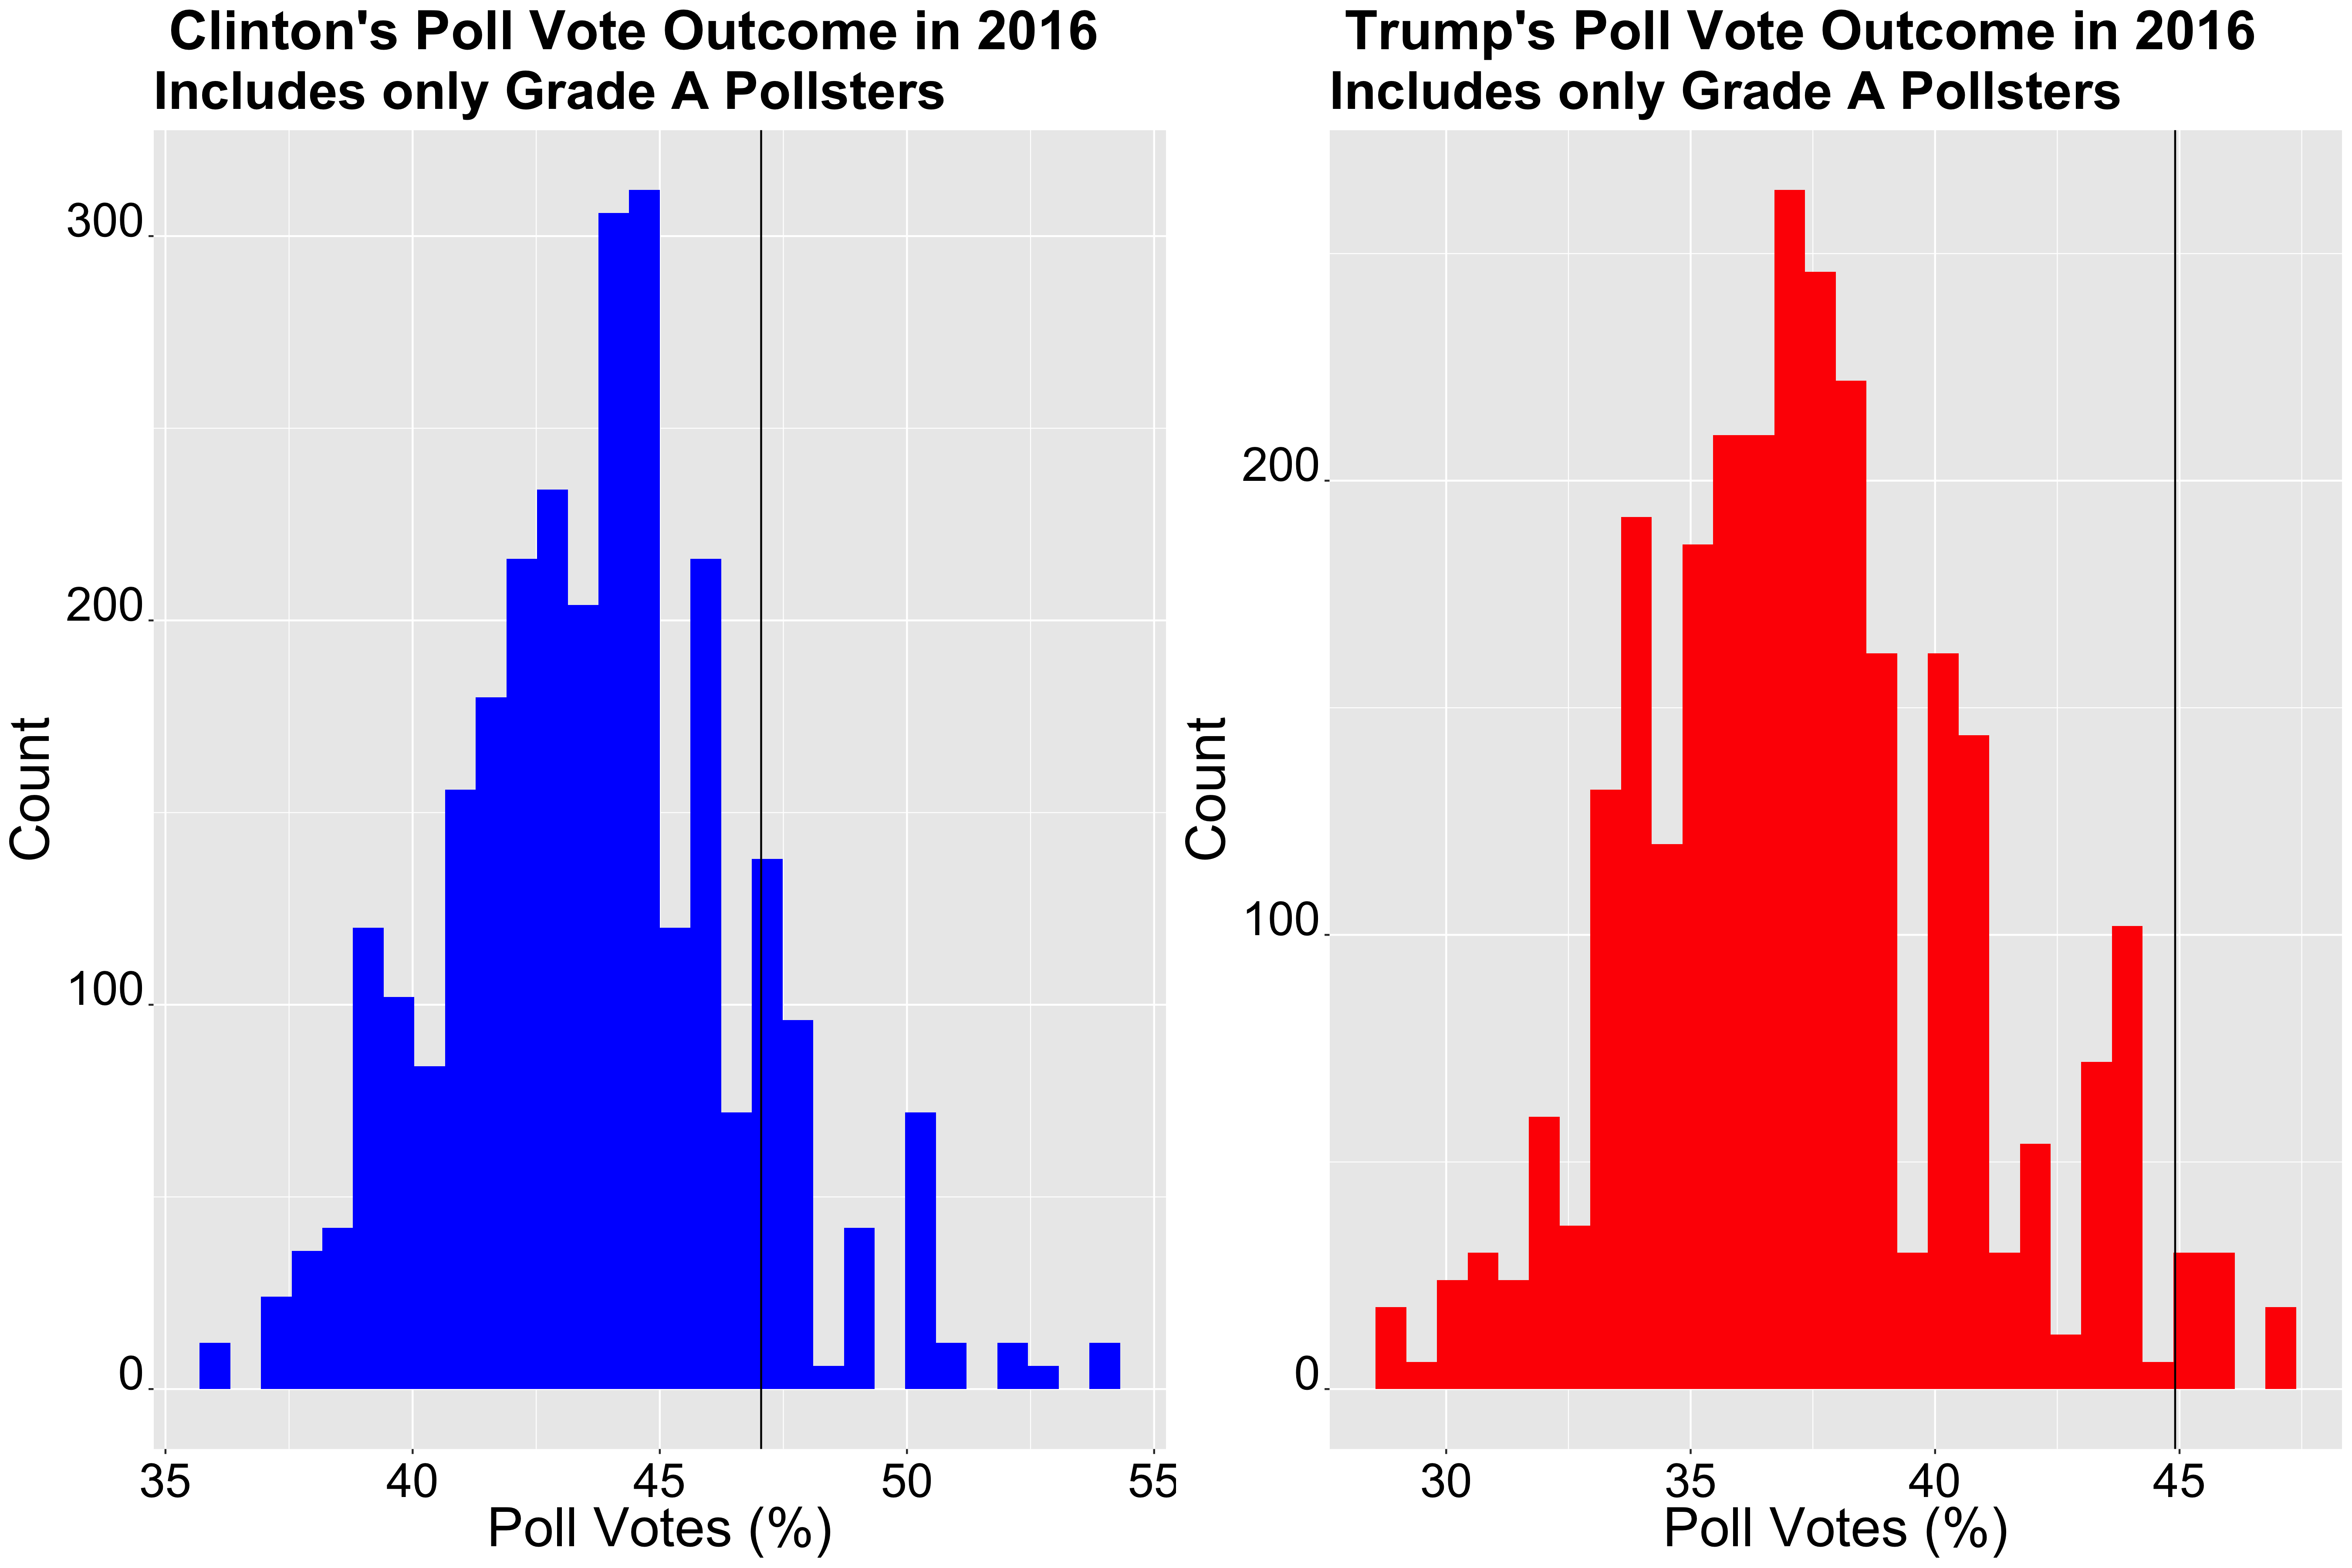 Clinton's Poll Vote Outcome in 2016
Includes only Grade A Pollsters
300
200
100
0
Count
35 40 45 50 55
Poll Votes (%)
Trump's Poll Vote Outcome in 2016
Includes only Grade A Pollsters
200
100
0
Count
30 35 40 45
Poll Votes (%)